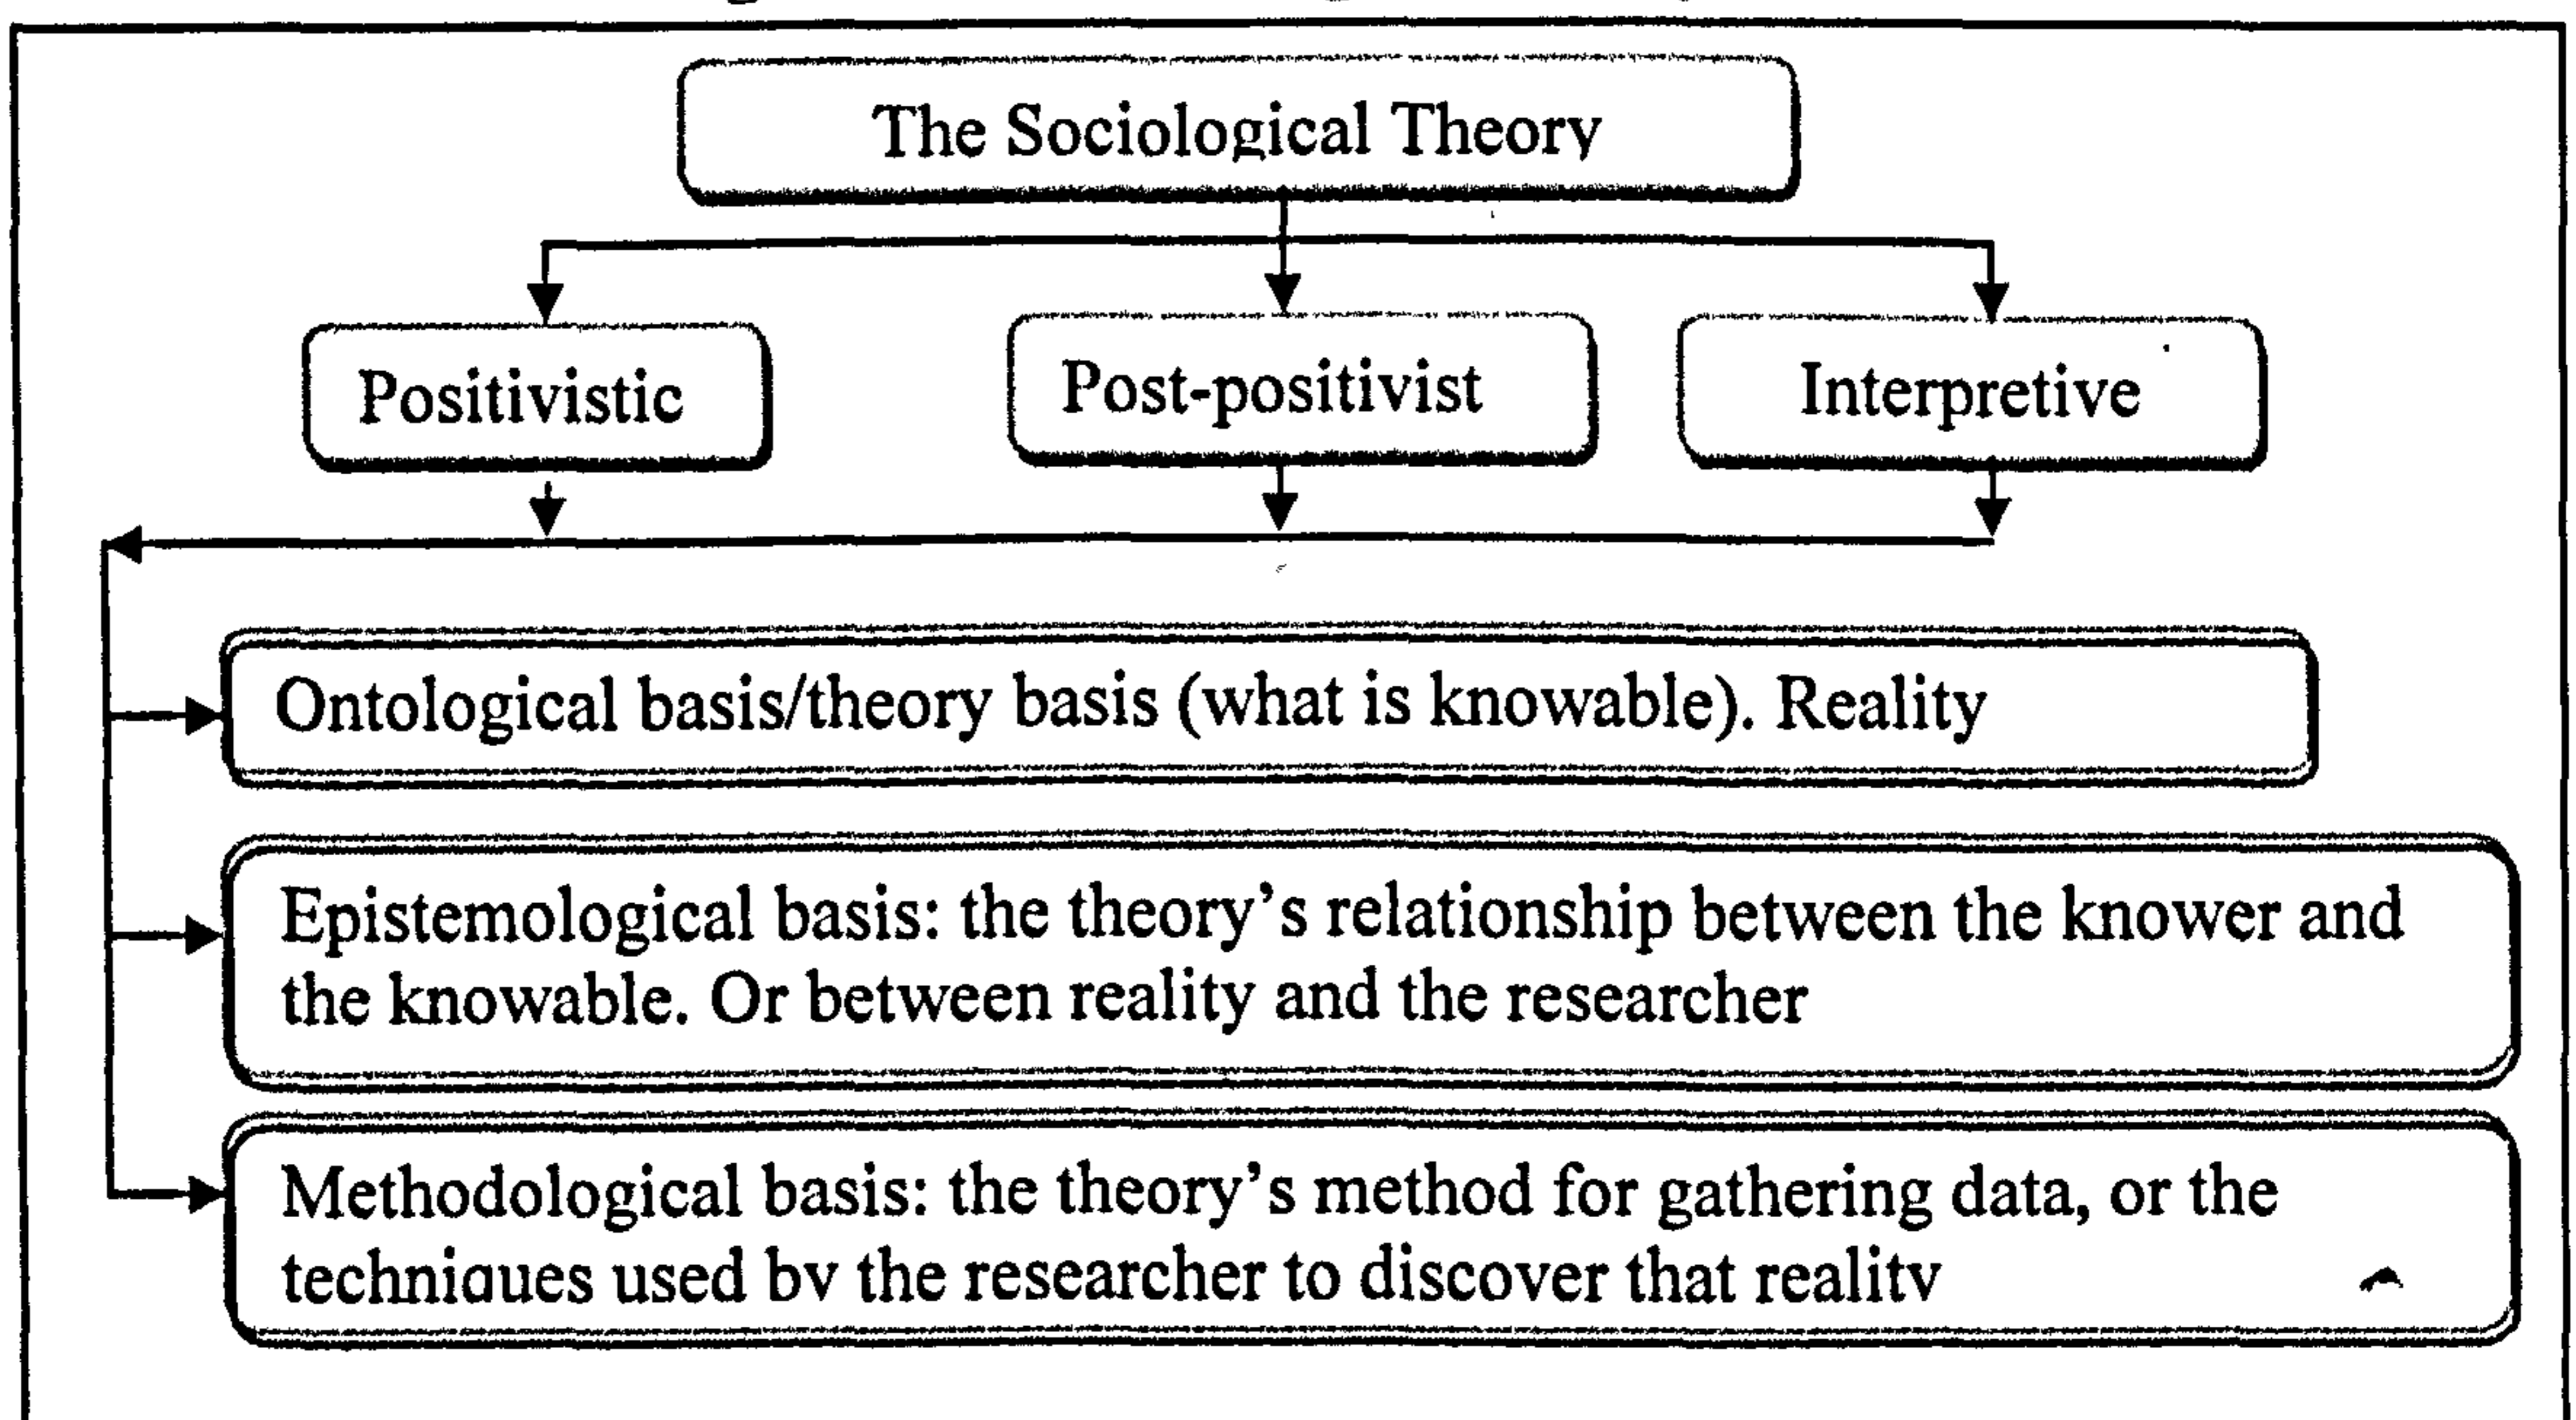 The Sociological Theory
Positivistic
Post-positivist
Interpretive
Ontological basis/theory basis (what is knowable). Reality
Epistemological basis: the theory's relationship between the knower and
the knowable. Or between reality and the researcher
Methodological basis: the theory's method for gathering data, or the
techniques used by the researcher to discover that reality